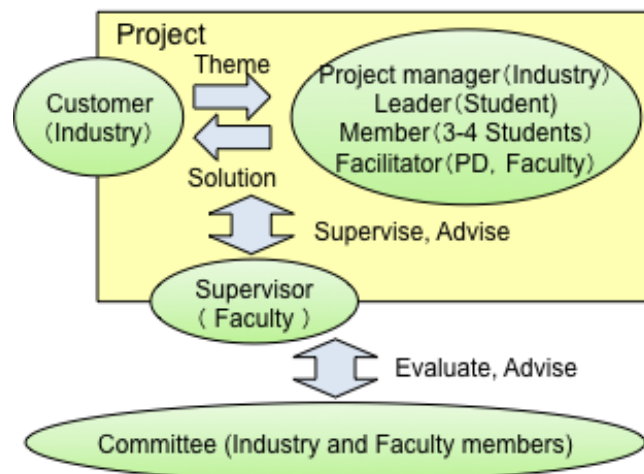 Project
Theme
Customer
（Industry）
Project manager（Industry）
Leader（Student）
Member（3-4 Students）
Facilitator（PD，Faculty）
Solution
Supervise, Advise
Supervisor
（ Faculty ）
Evaluate, Advise
Committee (Industry and Faculty members)